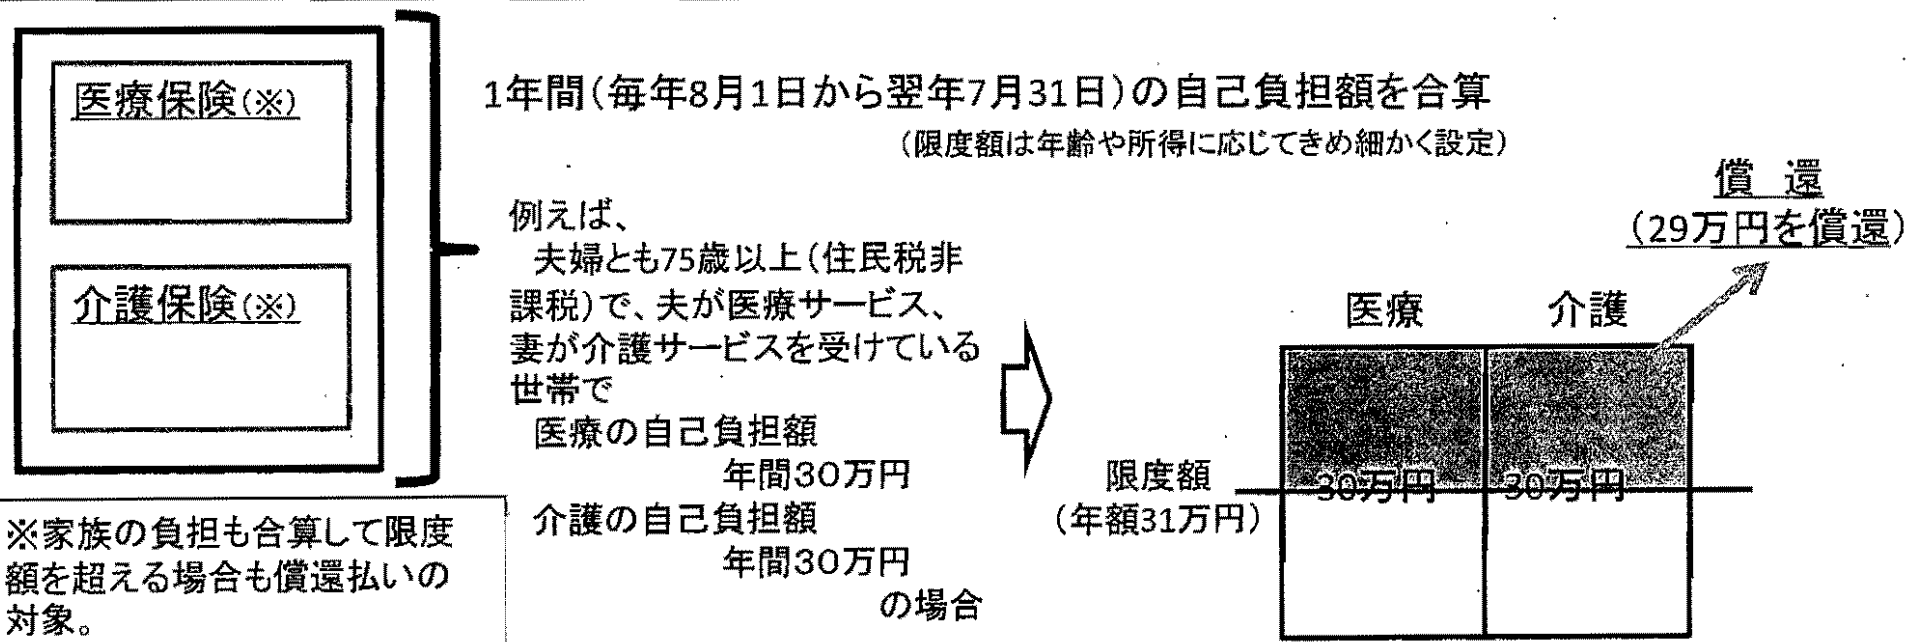 医療保険(※)
介護保険(※)
※家族の負担も合算して限度
額を超える場合も償還払いの
対象。
1年間(毎年8月1日から翌年7月31日)の自己負担額を合算
(限度額は年齢や所得に応じてきめ細かく設定)
例えば、
夫婦とも75歳以上(住民税非
課税)で、夫が医療サービス、
妻が介護サービスを受けている
世帯で
医療の自己負担額
年間30万円
介護の自己負担額
年間30万円
の場合
償 還
(29万円を償還)
医療 介護
30万円 30万円
限度額
(年額31万円)